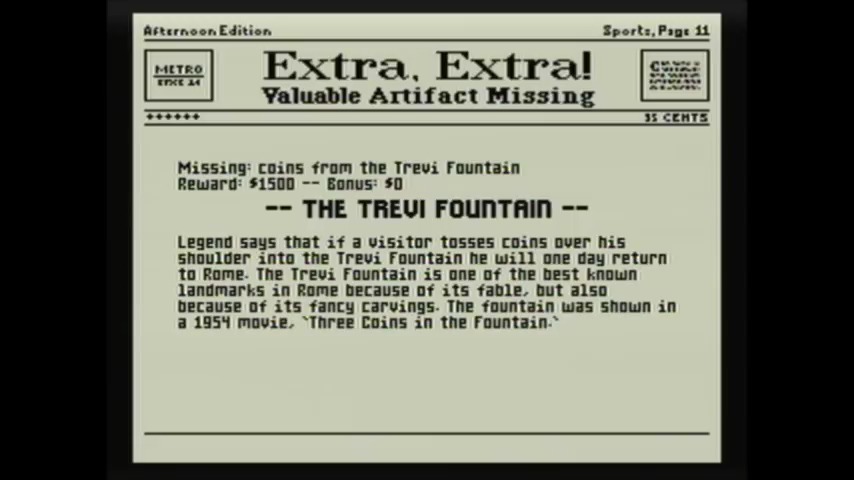 Afternoon Edition
Sports, Page 11
METRO
Extra, Extra!
Valuable Artifact Missing
++++++
35 CENTS
Missing: coins from the Trevi Fountain
Reward: $1500 -- Bonus: $0
-- THE TREVI FOUNTAIN --
Legend says that if a visitor tosses coins over his
shoulder into the Trevi Fountain he will one day return
to Rome. The Trevi Fountain is one of the best known
landmarks in Rome because of its fable, but also
because of its fancy carvings. The fountain was shown in
a 1954 movie, `Three Coins in the Fountain.`